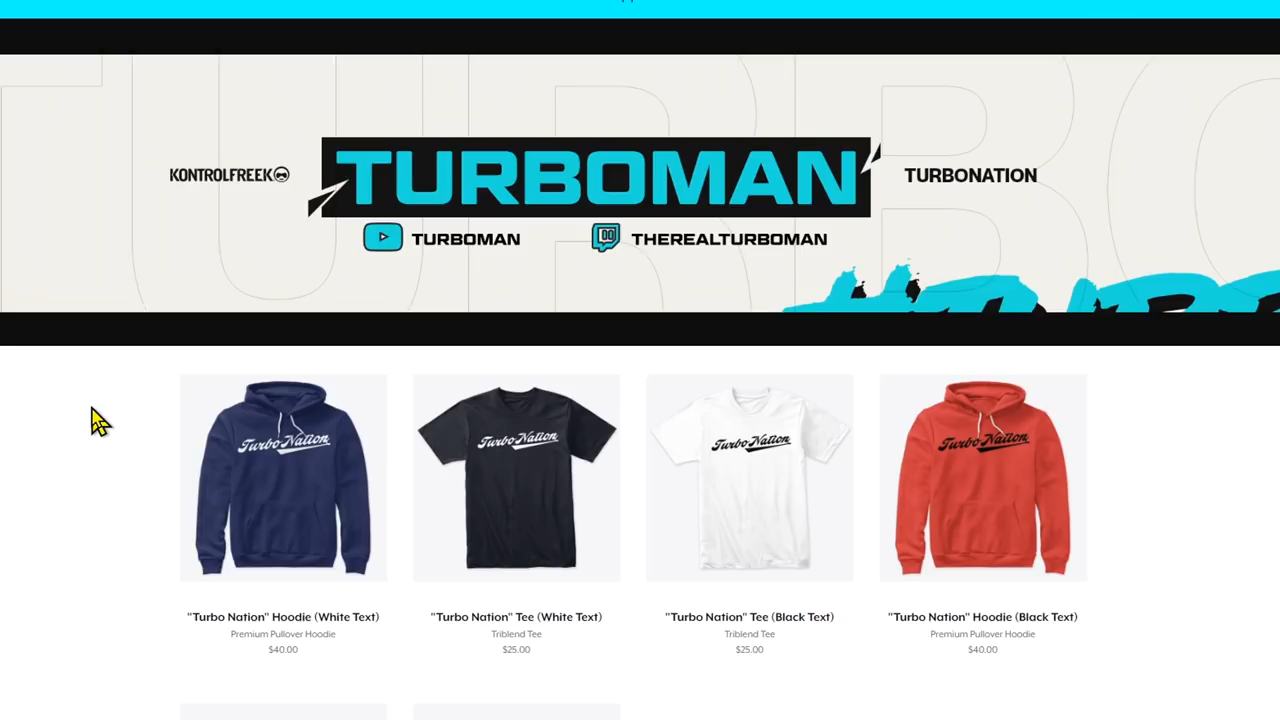 KONTROLFREEK
TURBOMAN
TURBONATION
TURBOMAN
THEREALTURBOMAN
Turbo Nation
Turbo Nation
Turbo Nation
Turbo Nation
"Turbo Nation" Hoodie (White Text)
Premium Pullover Hoodie
$40.00
"Turbo Nation" Tee (White Text)
Triblend Tee
$25.00
"Turbo Nation" Tee (Black Text)
Triblend Tee
$25.00
"Turbo Nation" Hoodie (Black Text)
Premium Pullover Hoodie
$40.00